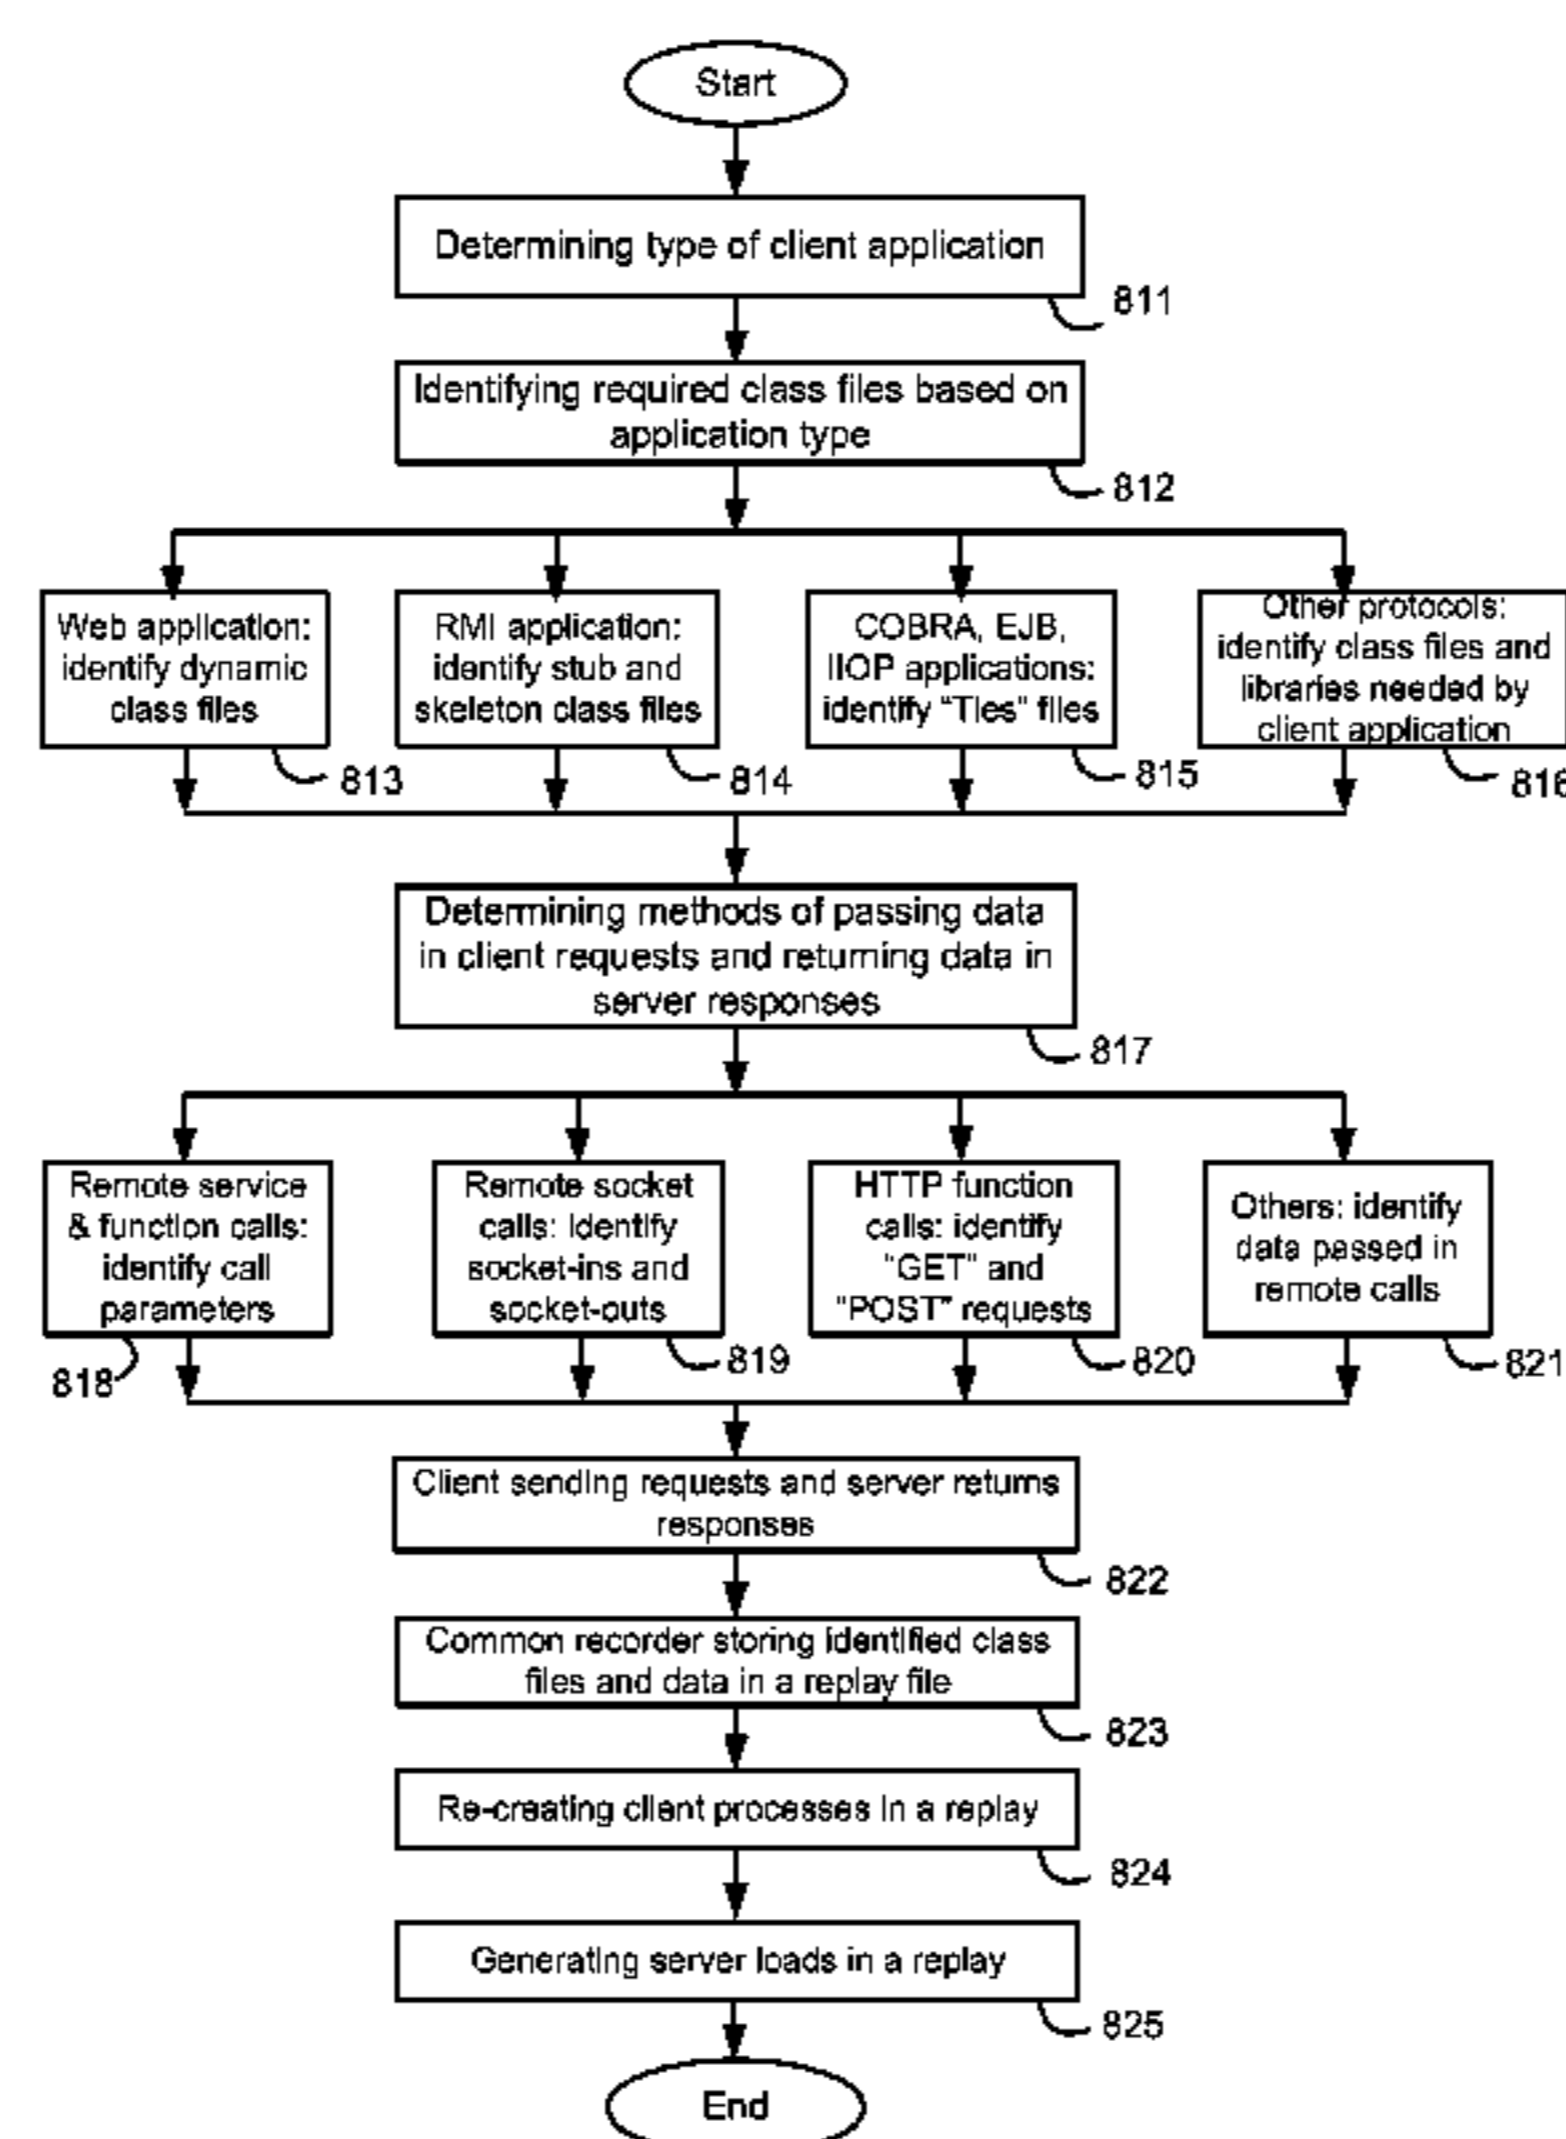 Start
Determining type of client application
811
Identifying required class files based on
application type
812
Web application:
identify dynamic
class files
813
RMI application:
identify stub and
skeleton class files
814
COBRA, EJB,
IIOP applications:
identify "Ties" files
815
Other protocols:
identify class files and
libraries needed by
client application
816
Determining methods of passing data
in client requests and returning data in
server responses
817
Remote service
& function calls:
identify call
parameters
818
Remote socket
calls: identify
socket-ins and
socket-outs
819
HTTP function
calls: identify
"GET" and
"POST" requests
820
Others: identify
data passed in
remote calls
821
Client sending requests and server returns
responses
822
Common recorder storing identified class
files and data in a replay file
823
Re-creating client processes in a replay
824
Generating server loads in a replay
825
End